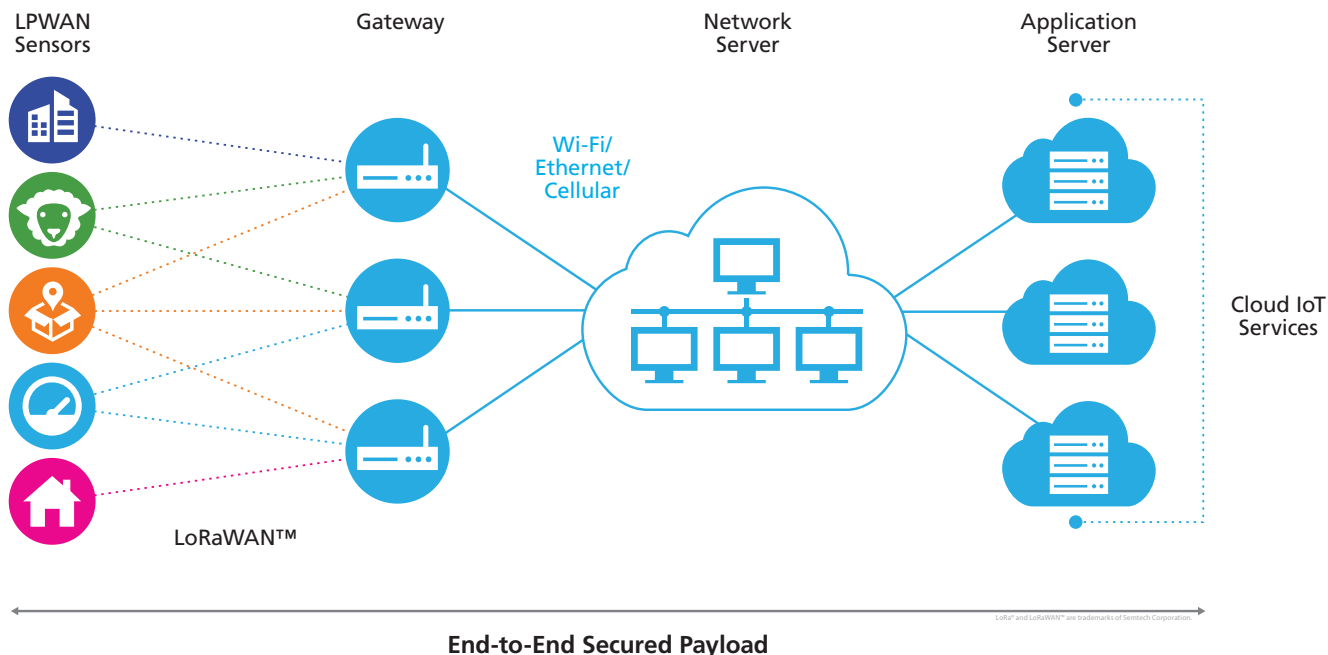 LPWAN
Sensors
Gateway
Network
Server
Application
Server
Wi-Fi/
Ethernet/
Cellular
Cloud IoT
Services
LoRaWAN™
LoRa® and LoRaWAN™ are trademarks of Semtech Corporation.
End-to-End Secured Payload